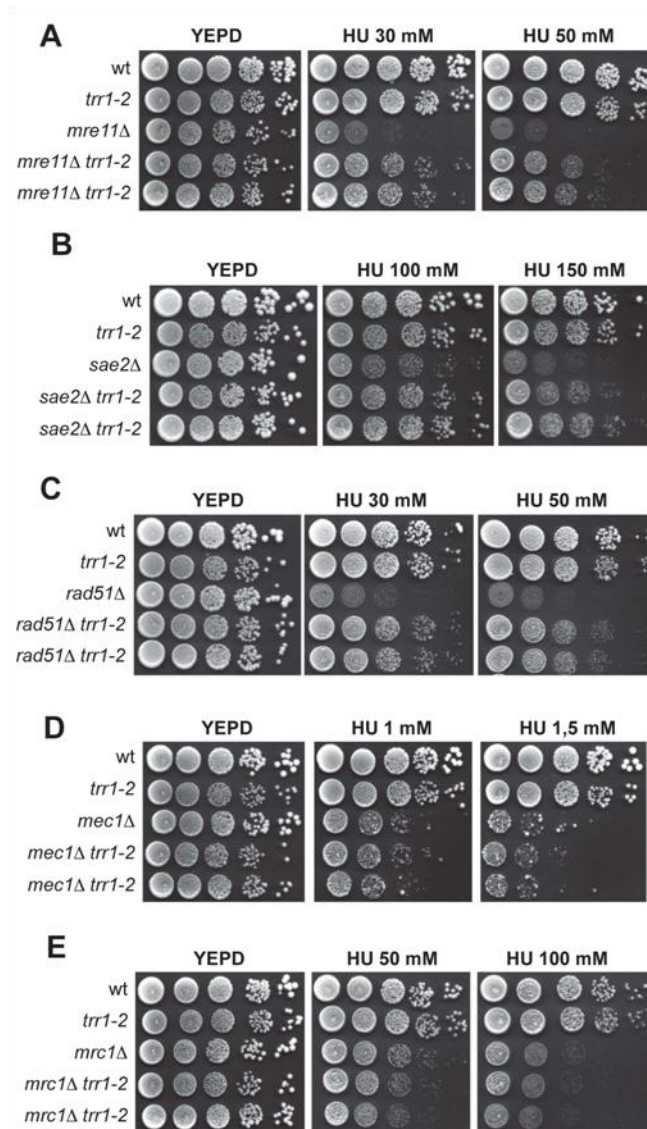 A
YEPD HU 30 mM HU 50 mM
wt
trr1-2
mre11Δ
mre11Δ trr1-2
mre11Δ trr1-2
B
YEPD HU 100 mM HU 150 mM
wt
trr1-2
sae2Δ
sae2Δ trr1-2
sae2Δ trr1-2
C
YEPD HU 30 mM HU 50 mM
wt
trr1-2
rad51Δ
rad51Δ trr1-2
rad51Δ trr1-2
D
YEPD HU 1 mM HU 1,5 mM
wt
trr1-2
mec1Δ
mec1Δ trr1-2
mec1Δ trr1-2
E
YEPD HU 50 mM HU 100 mM
wt
trr1-2
mrc1Δ
mrc1Δ trr1-2
mrc1Δ trr1-2